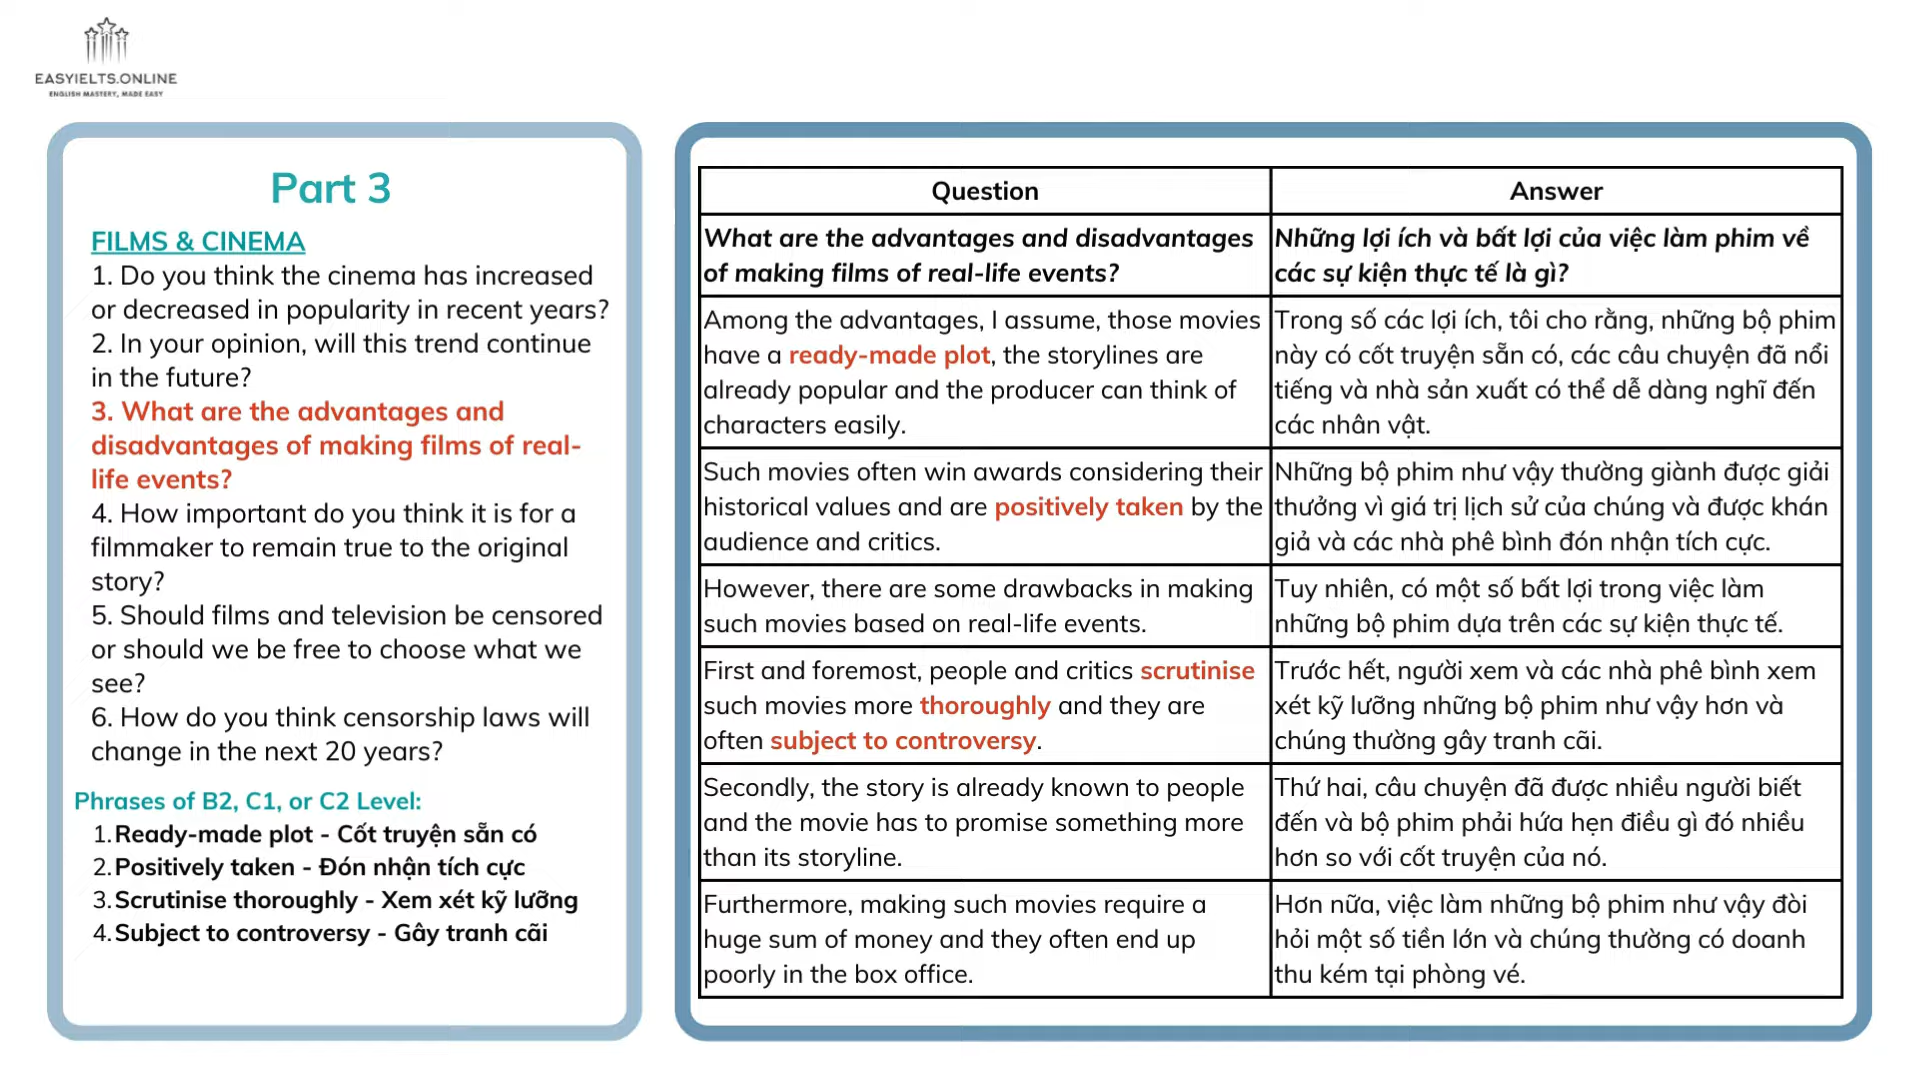 EASYIELTS.ONLINE
ENGLISH MASTERY, MADE EASY
Part 3
FILMS & CINEMA
1. Do you think the cinema has increased
or decreased in popularity in recent years?
2. In your opinion, will this trend continue
in the future?
3. What are the advantages and
disadvantages of making films of real-
life events?
4. How important do you think it is for a
filmmaker to remain true to the original
story?
5. Should films and television be censored
or should we be free to choose what we
see?
6. How do you think censorship laws will
change in the next 20 years?
Phrases of B2, C1, or C2 Level:
1. Ready-made plot - Cốt truyện sẵn có
2. Positively taken - Đón nhận tích cực
3. Scrutinise thoroughly - Xem xét kỹ lưỡng
4. Subject to controversy - Gây tranh cãi
Question
Answer
What are the advantages and disadvantages
of making films of real-life events?
Những lợi ích và bất lợi của việc làm phim về
các sự kiện thực tế là gì?
Among the advantages, I assume, those movies
have a ready-made plot, the storylines are
already popular and the producer can think of
characters easily.
Trong số các lợi ích, tôi cho rằng, những bộ phim
này có cốt truyện sẵn có, các câu chuyện đã nổi
tiếng và nhà sản xuất có thể dễ dàng nghĩ đến
các nhân vật.
Such movies often win awards considering their
historical values and are positively taken by the
audience and critics.
Những bộ phim như vậy thường giành được giải
thưởng vì giá trị lịch sử của chúng và được khán
giả và các nhà phê bình đón nhận tích cực.
However, there are some drawbacks in making
such movies based on real-life events.
Tuy nhiên, có một số bất lợi trong việc làm
những bộ phim dựa trên các sự kiện thực tế.
First and foremost, people and critics scrutinise
such movies more thoroughly and they are
often subject to controversy.
Trước hết, người xem và các nhà phê bình xem
xét kỹ lưỡng những bộ phim như vậy hơn và
chúng thường gây tranh cãi.
Secondly, the story is already known to people
and the movie has to promise something more
than its storyline.
Thứ hai, câu chuyện đã được nhiều người biết
đến và bộ phim phải hứa hẹn điều gì đó nhiều
hơn so với cốt truyện của nó.
Furthermore, making such movies require a
huge sum of money and they often end up
poorly in the box office.
Hơn nữa, việc làm những bộ phim như vậy đòi
hỏi một số tiền lớn và chúng thường có doanh
thu kém tại phòng vé.